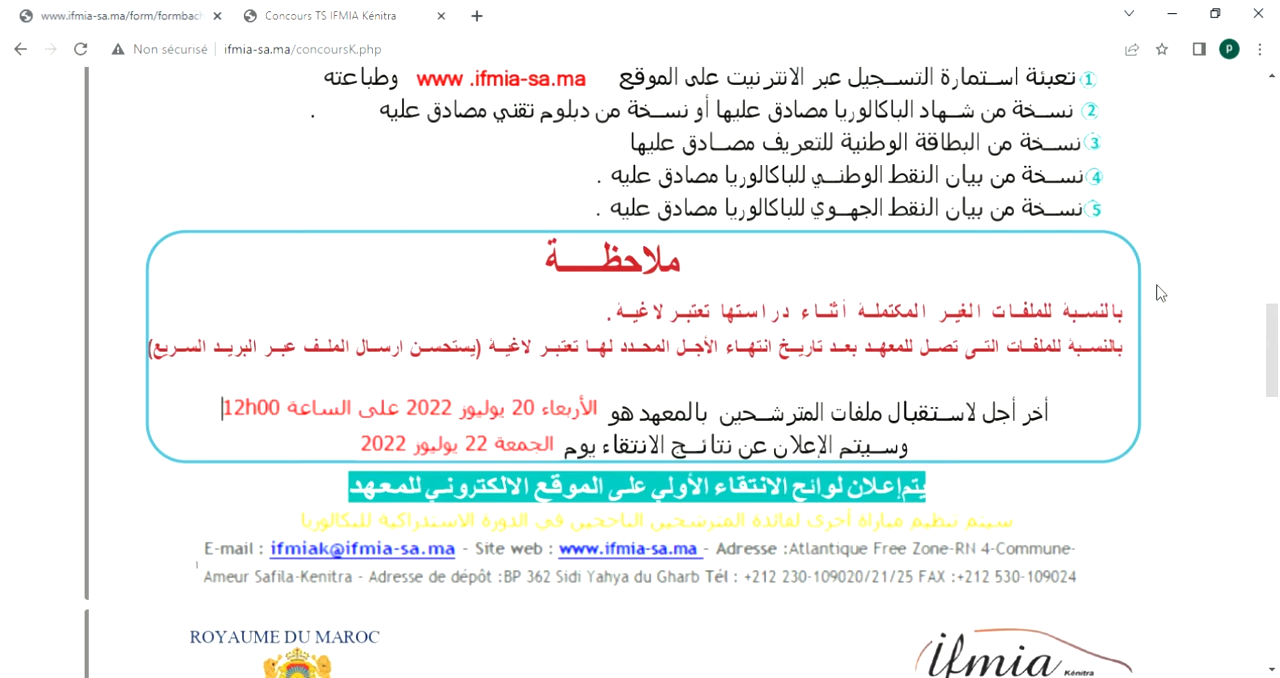 www.ifmia-sa.ma/form/formbach
Concours TS IFMIA Kénitra
Non sécurisé
ifmia-sa.ma/concoursK.php
P
1 تعبئة استمارة التسجيل عبر الانترنيت على الموقع www .ifmia-sa.ma وطباعته
2 نسخة من شهاد الباكالوريا مصادق عليها أو نسخة من دبلوم تقني مصادق عليه .
3 نسخة من البطاقة الوطنية للتعريف مصادق عليها
4 نسخة من بيان النقط الوطني للباكالوريا مصادق عليه .
5 نسخة من بيان النقط الجهوي للباكالوريا مصادق عليه .
ملاحظة
بالنسبة للملفات الغير المكتملة أثناء دراستها تعتبر لاغية .
بالنسبة للملفات التي تصل للمعهد بعد تاريخ انتهاء الأجل المحدد لها تعتبر لاغية (يستحسن ارسال الملف عبر البريد السريع)
أخر أجل لاستقبال ملفات المترشحين بالمعهد هو الأربعاء 20 يوليوز 2022 على الساعة 12h00
وسيتم الإعلان عن نتائج الانتقاء يوم الجمعة 22 يوليوز 2022
يتم إعلان لوائح الانتقاء الأولي على الموقع الالكتروني للمعهد
سيتم تنظيم مباراة أخرى لفائدة المترشحين الناجحين في الدورة الاستدراكية للبكالوريا
E-mail : ifmiak@ifmia-sa.ma - Site web : www.ifmia-sa.ma - Adresse :Atlantique Free Zone-RN 4-Commune-
Ameur Safila-Kenitra - Adresse de dépôt :BP 362 Sidi Yahya du Gharb Tél : +212 230-109020/21/25 FAX :+212 530-109024
ROYAUME DU MAROC
ifmia
Kénitra